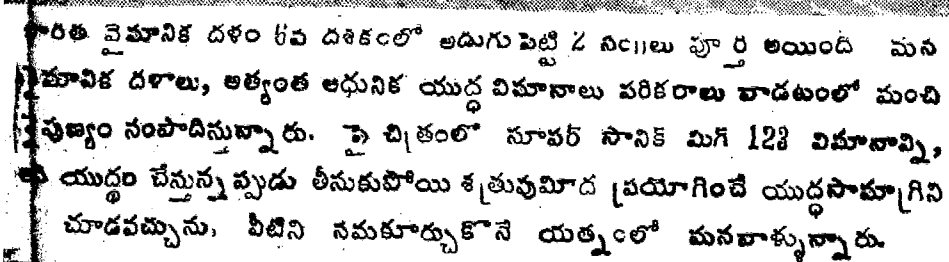 భారత వైమానిక దళం 6వ దశకంలో అడుగు పెట్టి 2 నం॥లు పూర్తి అయింది మన
వైమానిక దళాలు, అత్యంత ఆధునిక యుద్ధ విమానాలు పరికరాలు వాడటంలో మంచి
నైపుణ్యం సంపాదిస్తున్నారు. పై చిత్రంలో సూపర్ సానిక్ మిగ్ 123 విమానాన్ని,
యుద్ధం చేస్తున్నప్పుడు తీసుకుపోయి శత్రువుమీద ప్రయోగించే యుద్ధసామాగ్రిని
చూడవచ్చును, వీటిని సమకూర్చుకొనే యత్నంలో మనవాళ్ళున్నారు.